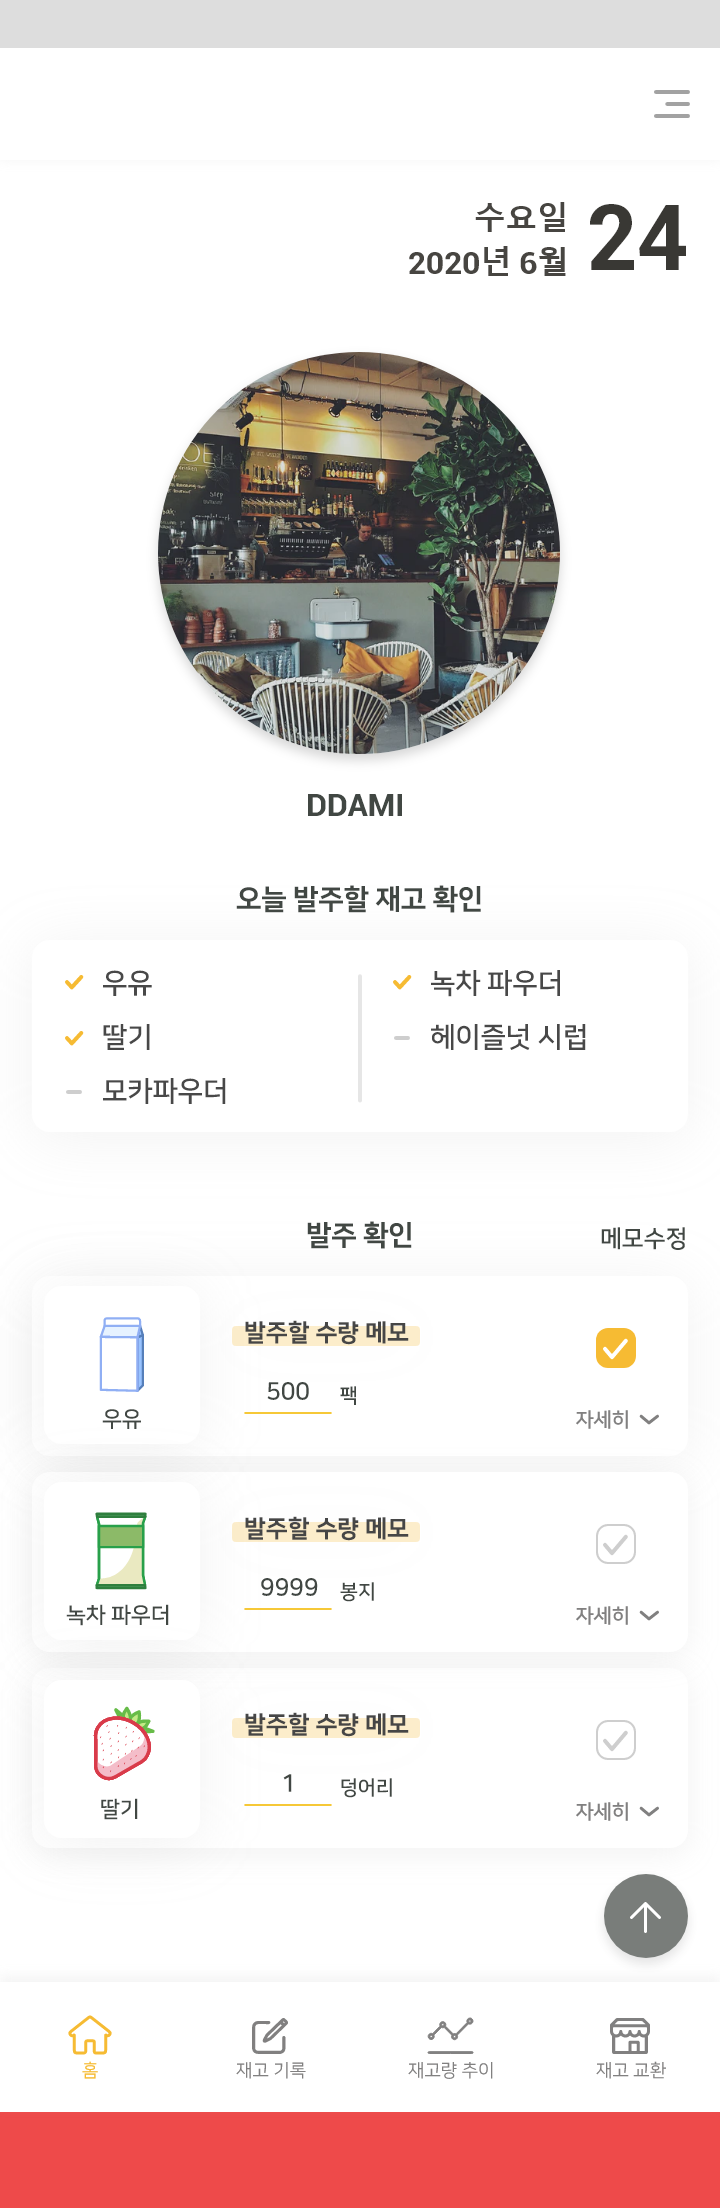 수요일
2020년 6월
24
DDAMI
오늘 발주할 재고 확인
우유
딸기
모카파우더
녹차 파우더
헤이즐넛 시럽
발주 확인
메모수정
우유
발주할 수량 메모
500 팩
자세히
녹차 파우더
발주할 수량 메모
9999 봉지
자세히
딸기
발주할 수량 메모
1 덩어리
자세히
홈
재고 기록
재고량 추이
재고 교환